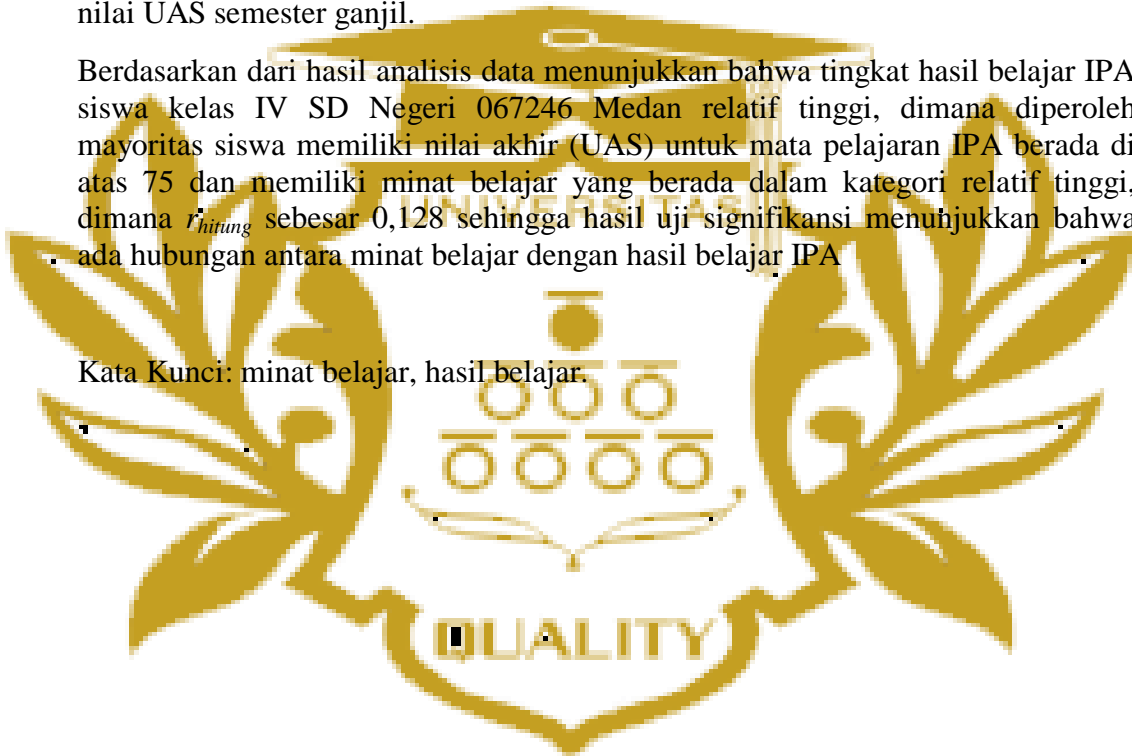 nilai UAS semester ganjil.
Berdasarkan dari hasil analisis data menunjukkan bahwa tingkat hasil belajar IPA
siswa kelas IV SD Negeri 067246 Medan relatif tinggi, dimana diperoleh
mayoritas siswa memiliki nilai akhir (UAS) untuk mata pelajaran IPA berada di
atas 75 dan memiliki minat belajar yang berada dalam kategori relatif tinggi,
UNIVERSITAS
dimana rhitung sebesar 0,128 sehingga hasil uji signifikansi menunjukkan bahwa
ada hubungan antara minat belajar dengan hasil belajar IPA
Kata Kunci: minat belajar, hasil belajar.
QUALITY